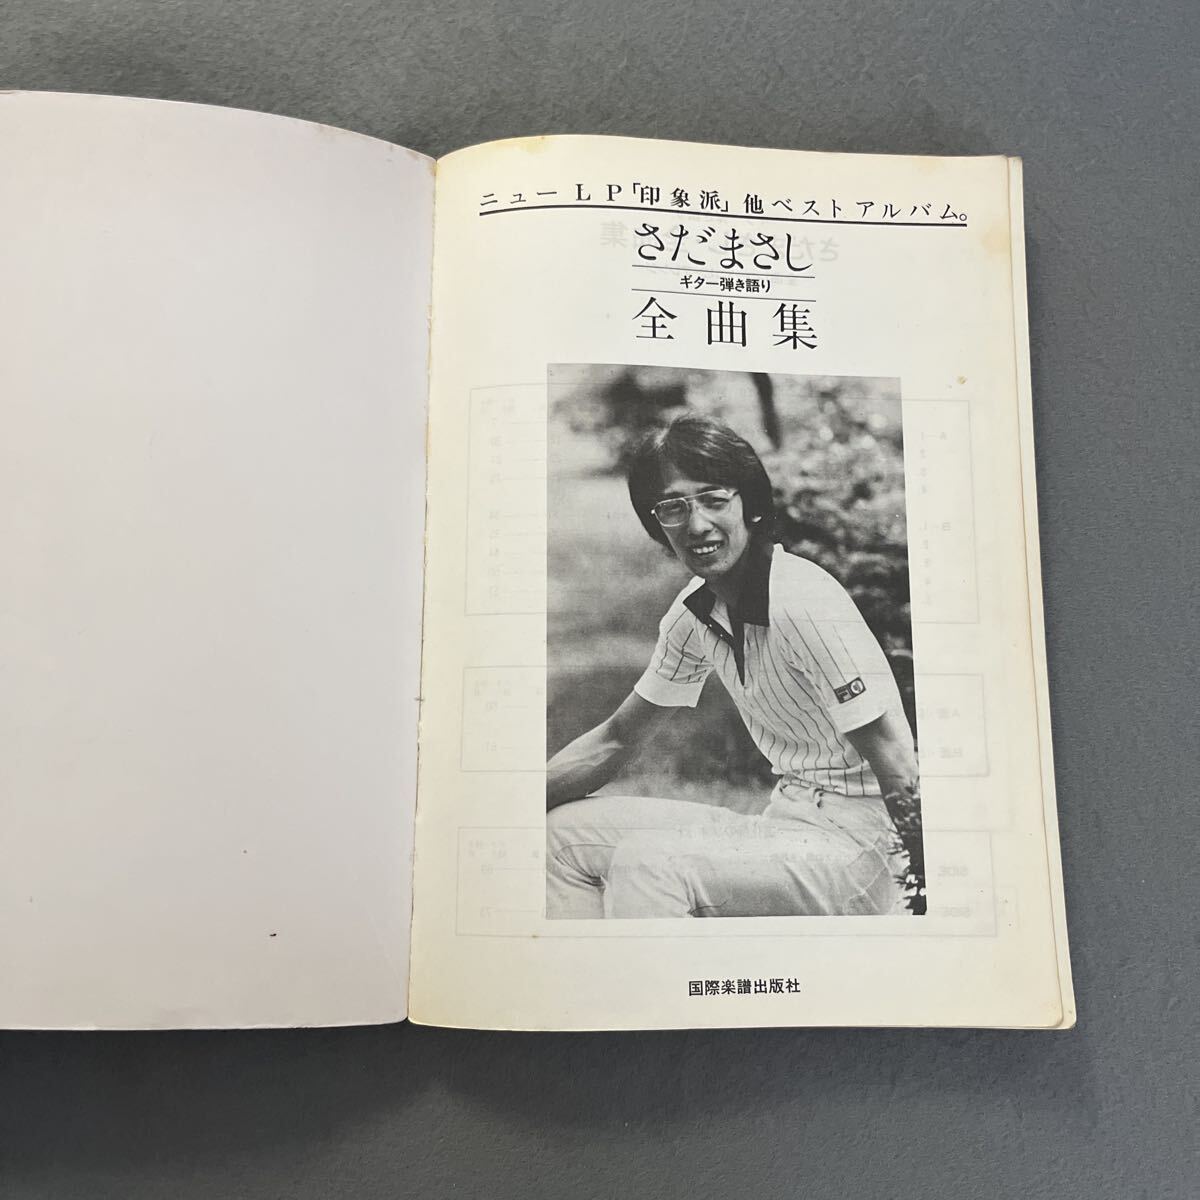 ニューLP「印象派」他ベストアルバム。
さだまさし
ギター弾き語り
全曲集
国際楽譜出版社